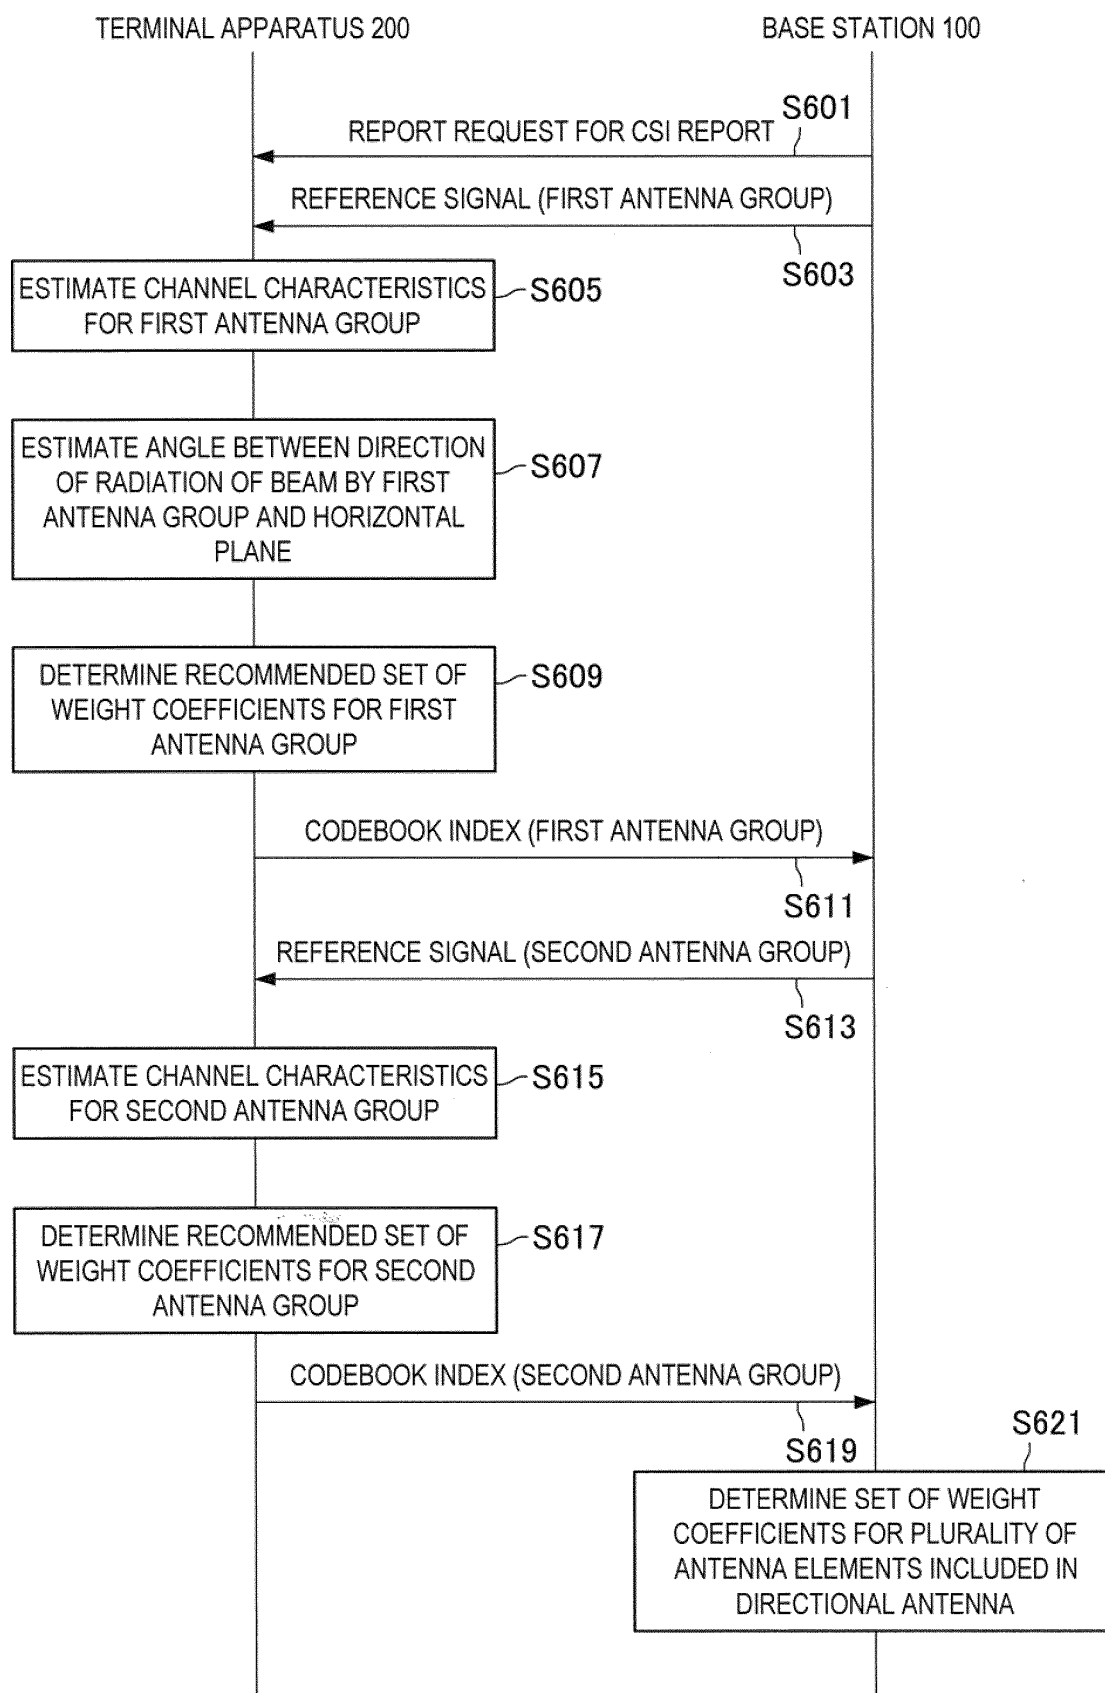 TERMINAL APPARATUS 200
BASE STATION 100
S601
REPORT REQUEST FOR CSI REPORT
REFERENCE SIGNAL (FIRST ANTENNA GROUP)
S603
ESTIMATE CHANNEL CHARACTERISTICS
FOR FIRST ANTENNA GROUP
S605
ESTIMATE ANGLE BETWEEN DIRECTION
OF RADIATION OF BEAM BY FIRST
ANTENNA GROUP AND HORIZONTAL
PLANE
S607
DETERMINE RECOMMENDED SET OF
WEIGHT COEFFICIENTS FOR FIRST
ANTENNA GROUP
S609
CODEBOOK INDEX (FIRST ANTENNA GROUP)
S611
REFERENCE SIGNAL (SECOND ANTENNA GROUP)
S613
ESTIMATE CHANNEL CHARACTERISTICS
FOR SECOND ANTENNA GROUP
S615
DETERMINE RECOMMENDED SET OF
WEIGHT COEFFICIENTS FOR SECOND
ANTENNA GROUP
S617
CODEBOOK INDEX (SECOND ANTENNA GROUP)
S619
S621
DETERMINE SET OF WEIGHT
COEFFICIENTS FOR PLURALITY OF
ANTENNA ELEMENTS INCLUDED IN
DIRECTIONAL ANTENNA